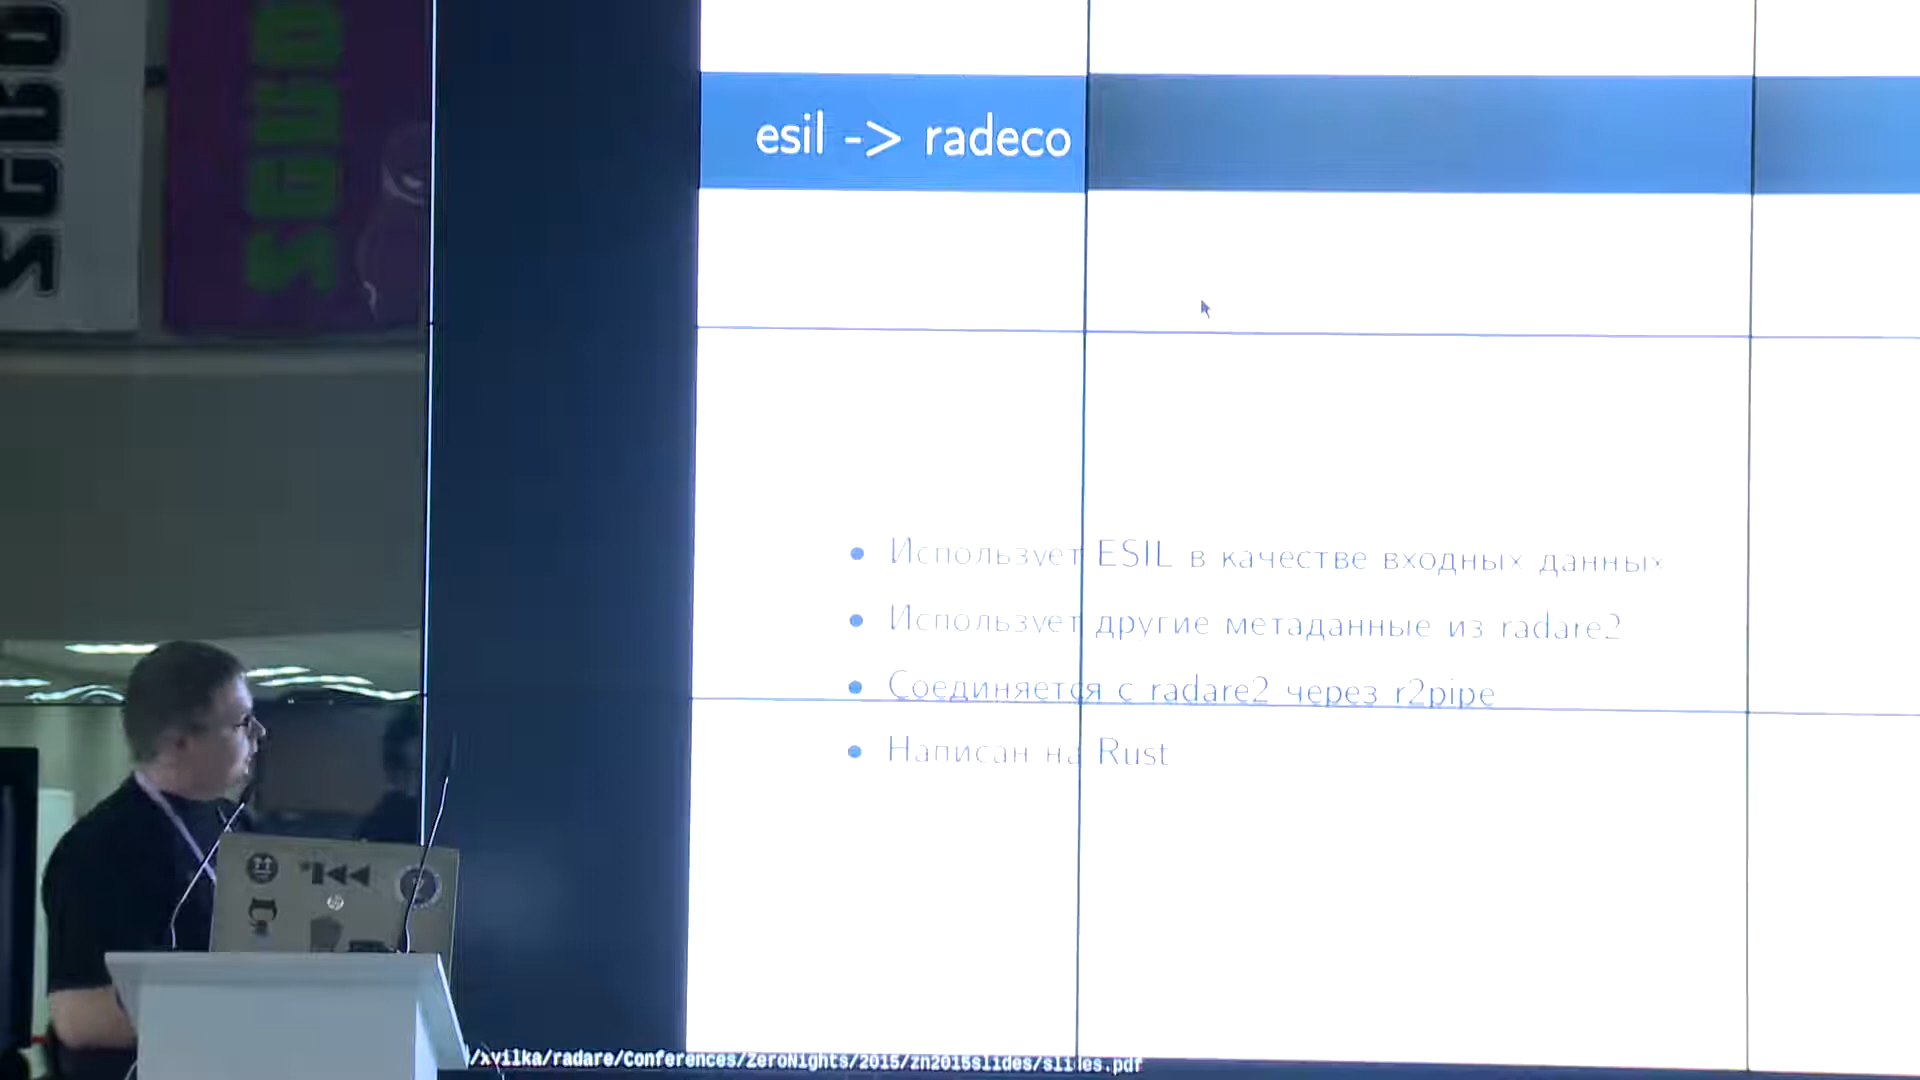 esil -> radeco
Использует ESIL в качестве входных данных
Использует другие метаданные из radare2
Соединяется с radare2 через r2pipe
Написан на Rust
/xvilka/radare/Conferences/ZeroNights/2015/zn2015slides/slides.pdf